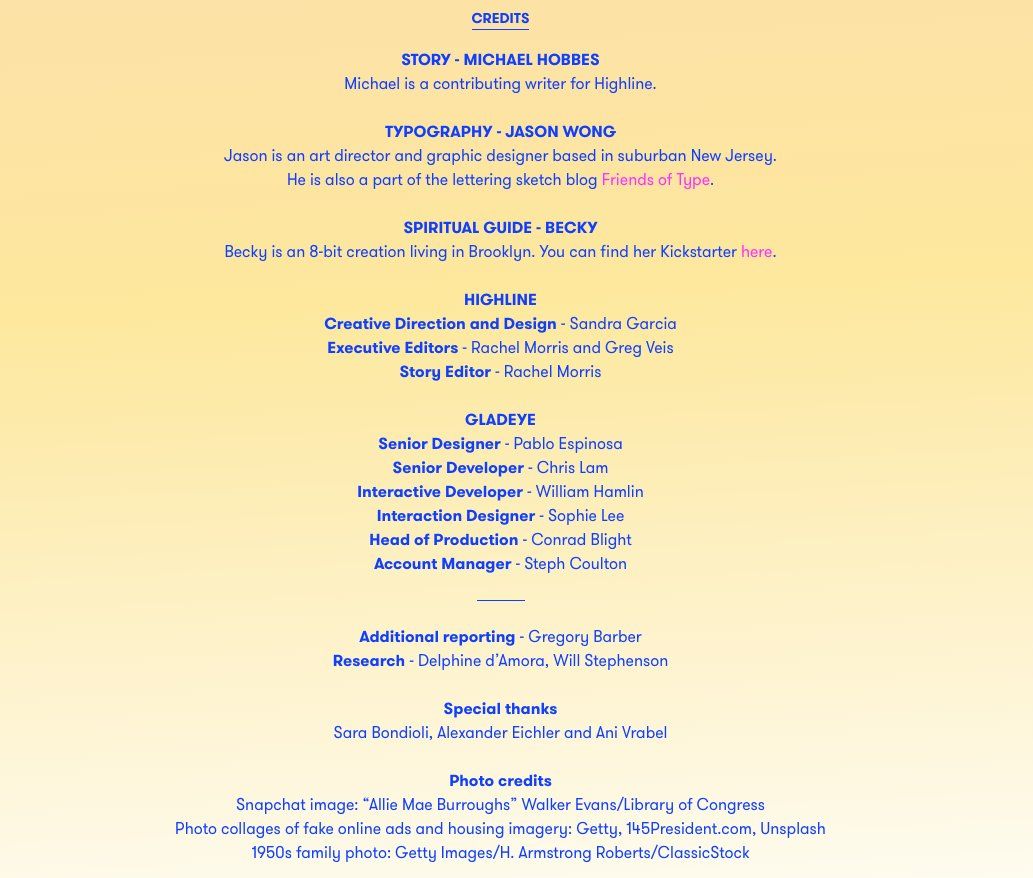 CREDITS
STORY - MICHAEL HOBBES
Michael is a contributing writer for Highline.
TYPOGRAPHY - JASON WONG
Jason is an art director and graphic designer based in suburban New Jersey.
He is also a part of the lettering sketch blog Friends of Type.
SPIRITUAL GUIDE - BECKY
Becky is an 8-bit creation living in Brooklyn. You can find her Kickstarter here.
HIGHLINE
Creative Direction and Design - Sandra Garcia
Executive Editors - Rachel Morris and Greg Veis
Story Editor - Rachel Morris
GLADEYE
Senior Designer - Pablo Espinosa
Senior Developer - Chris Lam
Interactive Developer - William Hamlin
Interaction Designer - Sophie Lee
Head of Production - Conrad Blight
Account Manager - Steph Coulton
Additional reporting - Gregory Barber
Research - Delphine d’Amora, Will Stephenson
Special thanks
Sara Bondioli, Alexander Eichler and Ani Vrabel
Photo credits
Snapchat image: “Allie Mae Burroughs” Walker Evans/Library of Congress
Photo collages of fake online ads and housing imagery: Getty, 145President.com, Unsplash
1950s family photo: Getty Images/H. Armstrong Roberts/ClassicStock